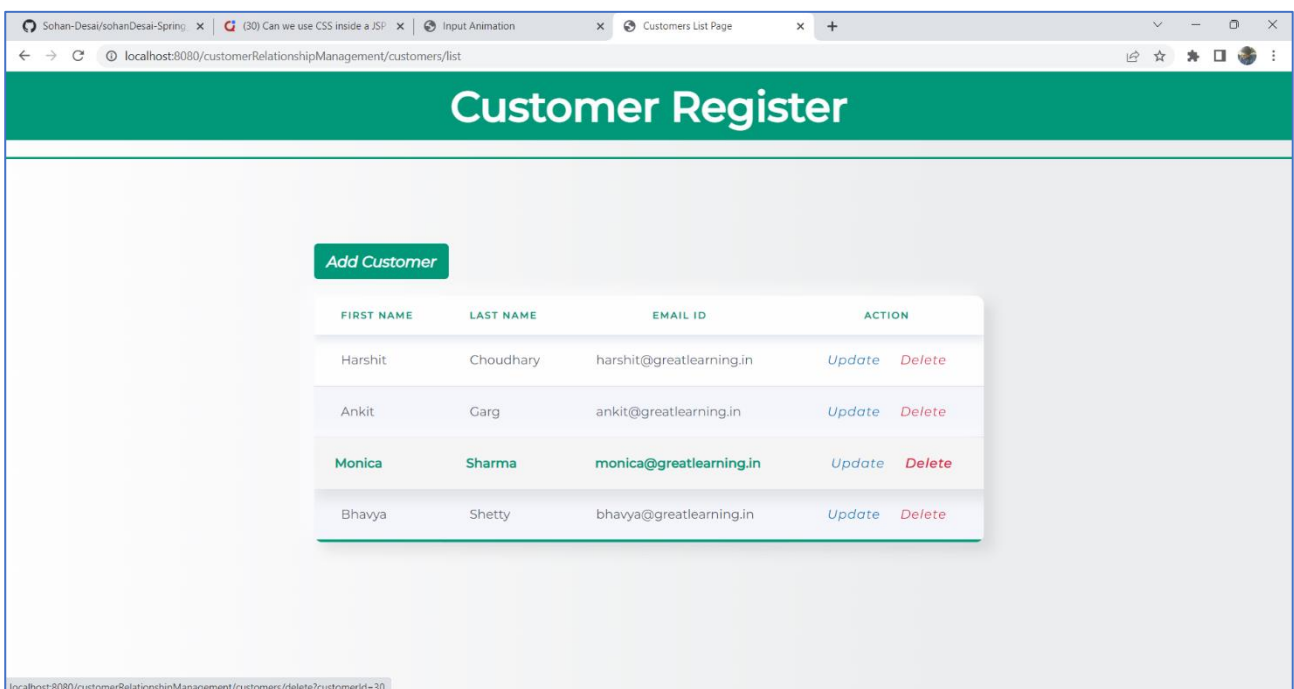 Sohan-Desai/sohanDesai-Spring (30) Can we use CSS inside a JSP Input Animation Customers List Page
localhost:8080/customerRelationshipManagement/customers/list
Customer Register
Add Customer
FIRST NAME LAST NAME EMAIL ID ACTION
Harshit Choudhary harshit@greatlearning.in Update Delete
Ankit Garg ankit@greatlearning.in Update Delete
Monica Sharma monica@greatlearning.in Update Delete
Bhavya Shetty bhavya@greatlearning.in Update Delete
localhost:8080/customerRelationshipManagement/customers/delete?customerId=30